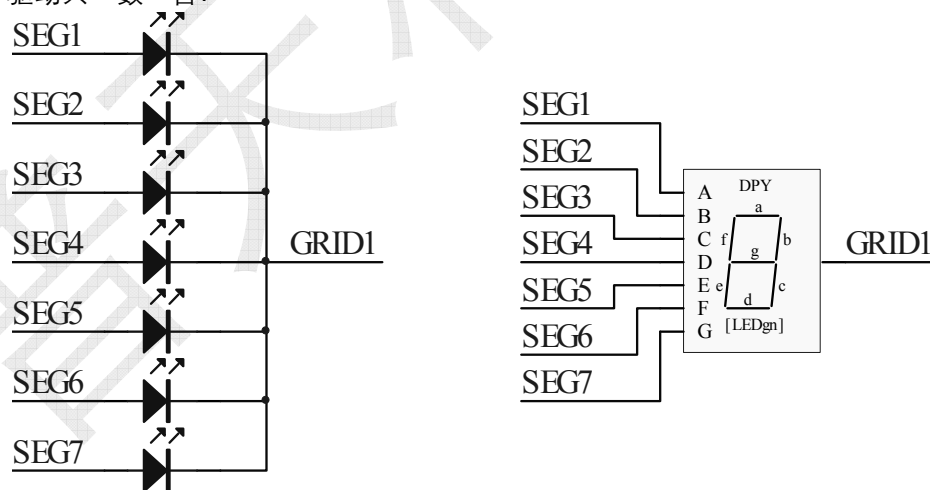 SEG1
SEG2
SEG3
SEG4
SEG5
SEG6
SEG7
GRID1
SEG1
SEG2
SEG3
SEG4
SEG5
SEG6
SEG7
A
B
C
D
E
F
G
DPY
a
f
b
g
e
c
d
[LEDgn]
GRID1